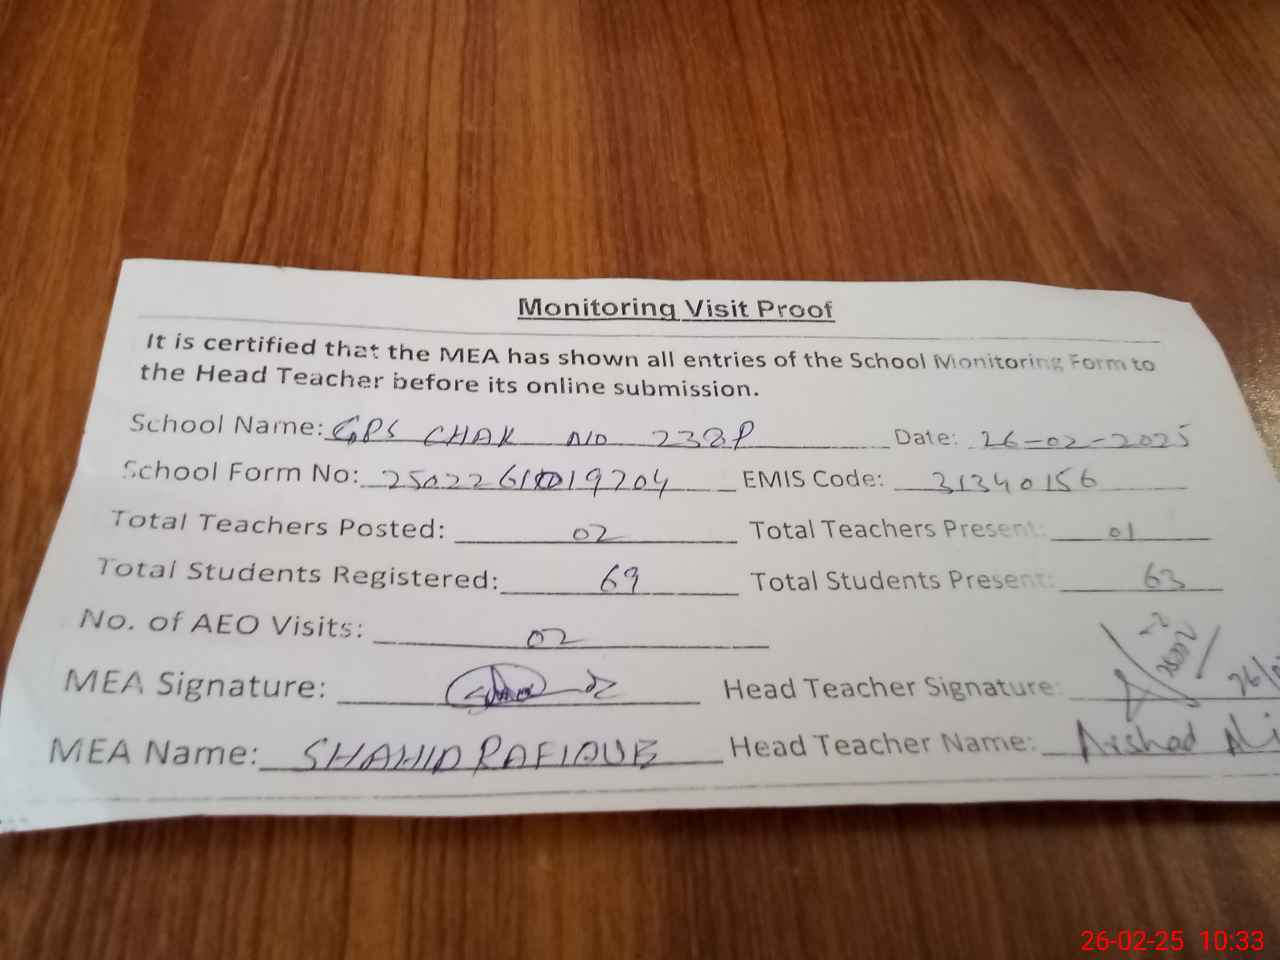 Monitoring Visit Proof
It is certified that the MEA has shown all entries of the School Monitoring Form to
the Head Teacher before its online submission.
School Name: GPS CHAK NO 238P Date: 26-02-2025
School Form No: EMIS Code: 31340156
Total Teachers Posted: 02 Total Teachers Present: 01
Total Students Registered: 69 Total Students Present: 63
No. of AEO Visits: 02
MEA Signature: Head Teacher Signature:
MEA Name: SHAHID RAFIQUE Head Teacher Name: Arshad Ali
26-02-25 10:33